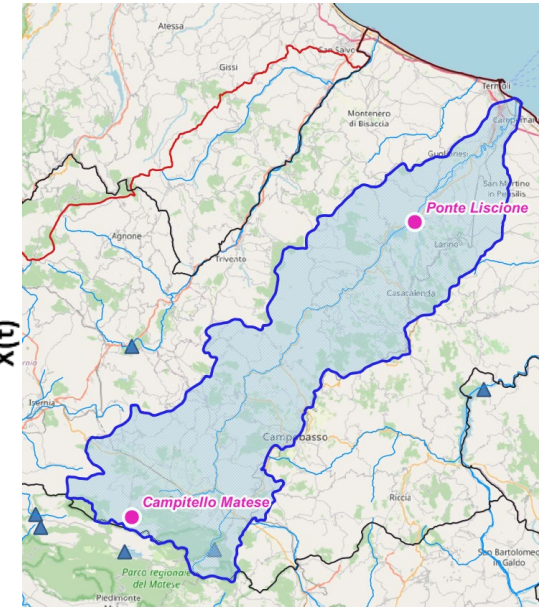 Atessa
San Salvo
Gissi
Termoli
Montenero
di Bisaccia
Campomar
Guglionesi
San Martino
in Pensilis
Ponte Liscione
Agnone
Larino
Trivento
Casacalenda
x(t)
Isernia
Campobasso
Campitello Matese
Riccia
San Bartolomeo
in Galdo
Parco regionale
del Matese
Piedimonte